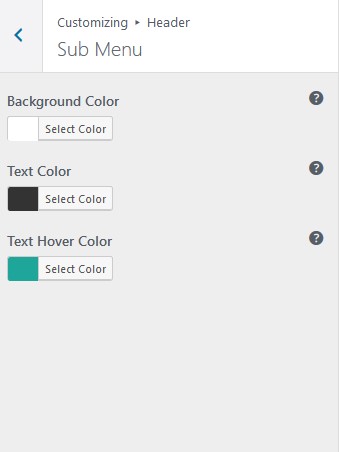 Customizing ▸ Header
Sub Menu
Background Color
?
Select Color
Text Color
?
Select Color
Text Hover Color
?
Select Color